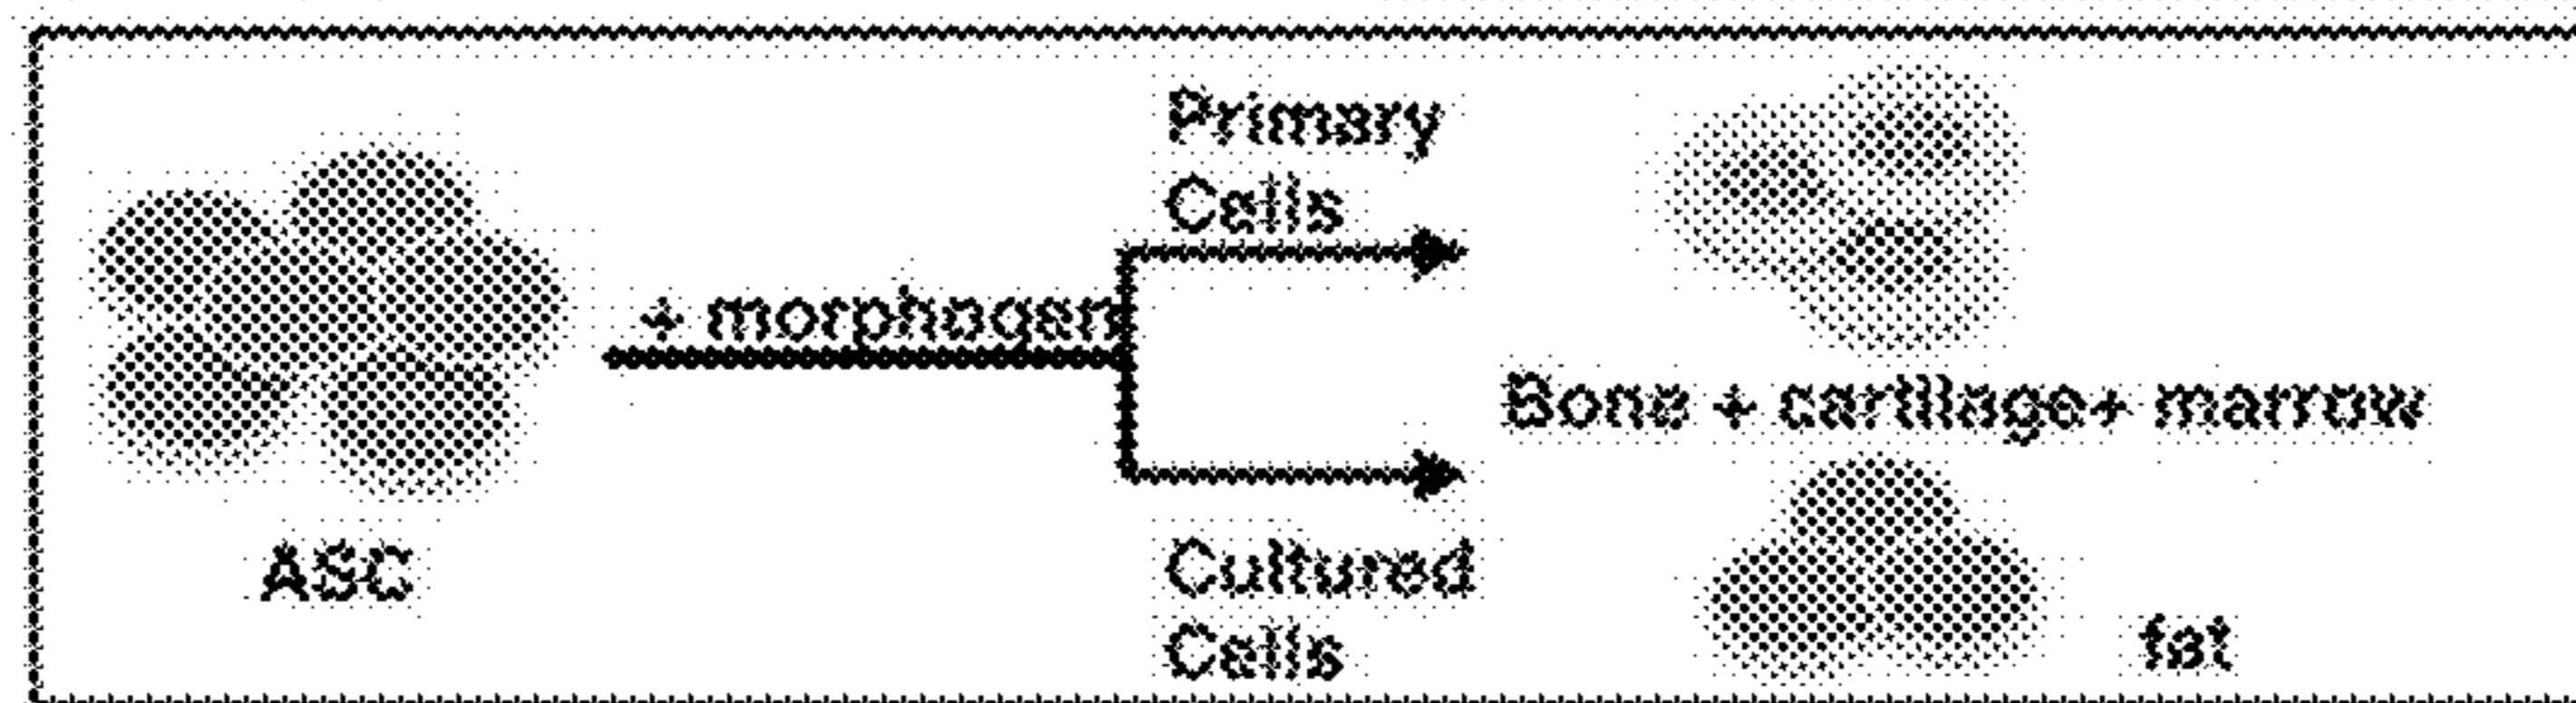 Primary
Cells
+ morphogen
Bone + cartilage+ marrow
ASC
Cultured
Cells
fat